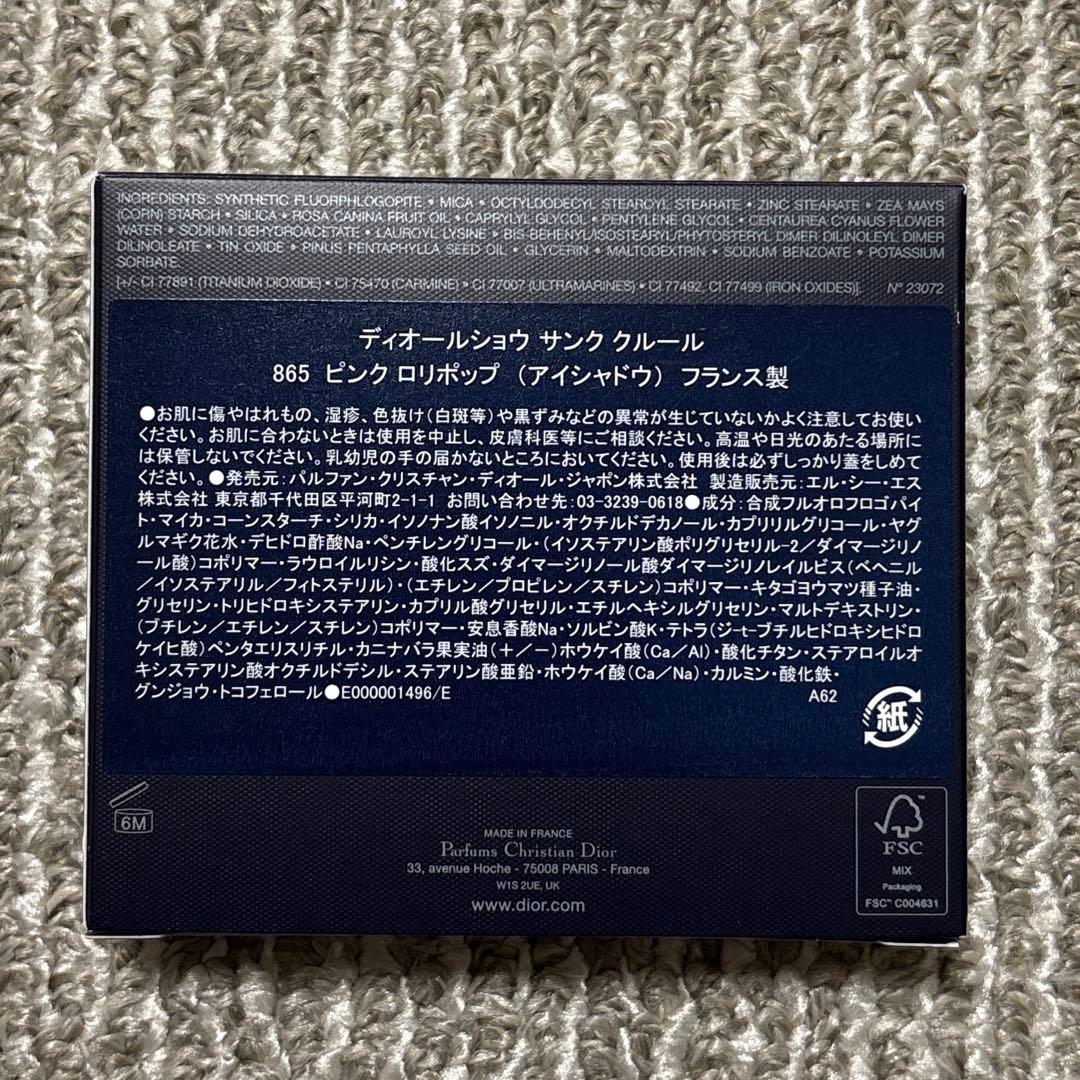 INGREDIENTS: SYNTHETIC FLUORPHLOGOPITE • MICA • OCTYLDODECYL STEAROYL STEARATE • ZINC STEARATE • ZEA MAYS
(CORN) STARCH • SILICA • ROSA CANINA FRUIT OIL • CAPRYLYL GLYCOL • PENTYLENE GLYCOL • CENTAUREA CYANUS FLOWER
WATER • SODIUM DEHYDROACETATE • LAUROYL LYSINE • BIS-BEHENYL/ISOSTEARYL/PHYTOSTERYL DIMER DILINOLEYL DIMER
DILINOLEATE • TIN OXIDE • PINUS PENTAPHYLLA SEED OIL • GLYCERIN • MALTODEXTRIN • SODIUM BENZOATE • POTASSIUM
SORBATE.
[+/- CI 77891 (TITANIUM DIOXIDE) • CI 75470 (CARMINE) • CI 77007 (ULTRAMARINES) • CI 77492, CI 77499 (IRON OXIDES)]. N° 23072
ディオールショウ サンク クルール
865 ピンク ロリポップ (アイシャドウ) フランス製
●お肌に傷やはれもの、湿疹、色抜け(白斑等)や黒ずみなどの異常が生じていないかよく注意してお使い
ください。お肌に合わないときは使用を中止し、皮膚科医等にご相談ください。高温や日光のあたる場所に
は保管しないでください。乳幼児の手の届かないところにおいてください。使用後は必ずしっかり蓋をしめて
ください。●発売元:パルファン・クリスチャン・ディオール・ジャポン株式会社 製造販売元:エル・シー・エス
株式会社 東京都千代田区平河町2-1-1 お問い合わせ先:03-3239-0618●成分:合成フルオロフロゴパイ
ト・マイカ・コーンスターチ・シリカ・イソノナン酸イソノニル・オクチルドデカノール・カプリリルグリコール・ヤグ
ルマギク花水・デヒドロ酢酸Na・ペンチレングリコール・(イソステアリン酸ポリグリセリル-2/ダイマージリノ
ール酸)コポリマー・ラウロイルリシン・酸化スズ・ダイマージリノール酸ダイマージリノレイルビス(ベヘニル
/イソステアリル/フィトステリル)・(エチレン/プロピレン/スチレン)コポリマー・キタゴヨウマツ種子油・
グリセリン・トリヒドロキシステアリン・カプリル酸グリセリル・エチルヘキシルグリセリン・マルトデキストリン・
(ブチレン/エチレン/スチレン)コポリマー・安息香酸Na・ソルビン酸K・テトラ(ジ-t-ブチルヒドロキシヒドロ
ケイヒ酸)ペンタエリスリチル・カニナバラ果実油(+/-)ホウケイ酸(Ca/Al)・酸化チタン・ステアロイルオ
キシステアリン酸オクチルドデシル・ステアリン酸亜鉛・ホウケイ酸(Ca/Na)・カルミン・酸化鉄・
グンジョウ・トコフェロール●E000001496/E A62
紙
6M
MADE IN FRANCE
Parfums Christian Dior
33, avenue Hoche - 75008 PARIS - France
W1S 2UE, UK
www.dior.com
FSC
MIX
Packaging
FSC™ C004631